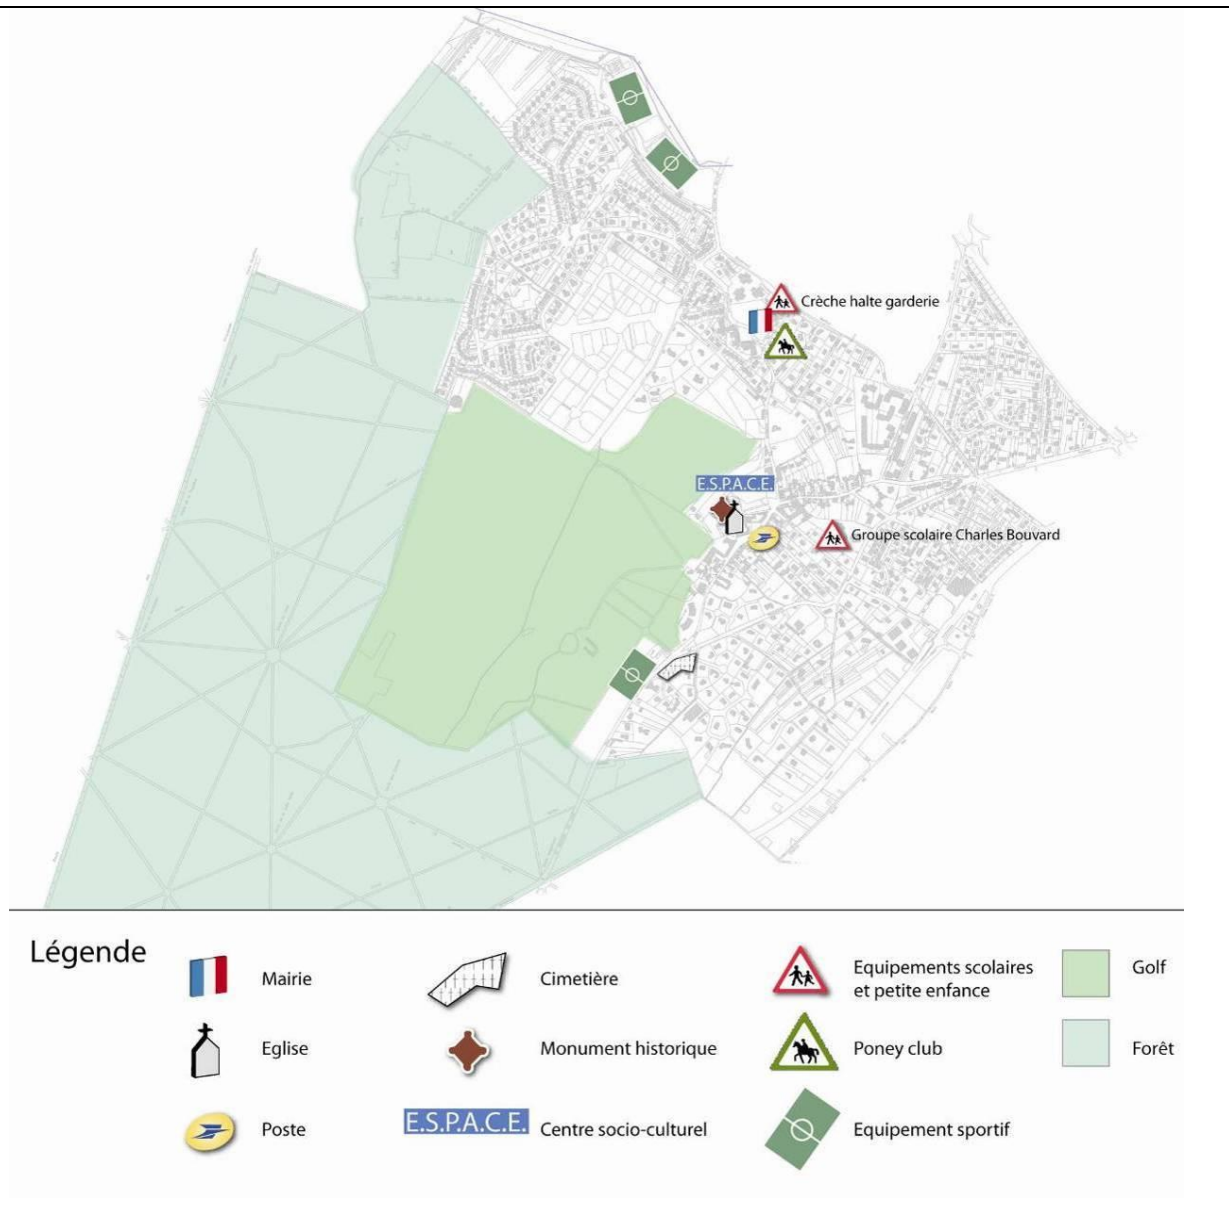 Crèche halte garderie
E.S.P.A.C.E.
Groupe scolaire Charles Bouvard
Légende
Mairie
Cimetière
Equipements scolaires
et petite enfance
Golf
Eglise
Monument historique
Poney club
Forêt
Poste
E.S.P.A.C.E.
Centre socio-culturel
Equipement sportif